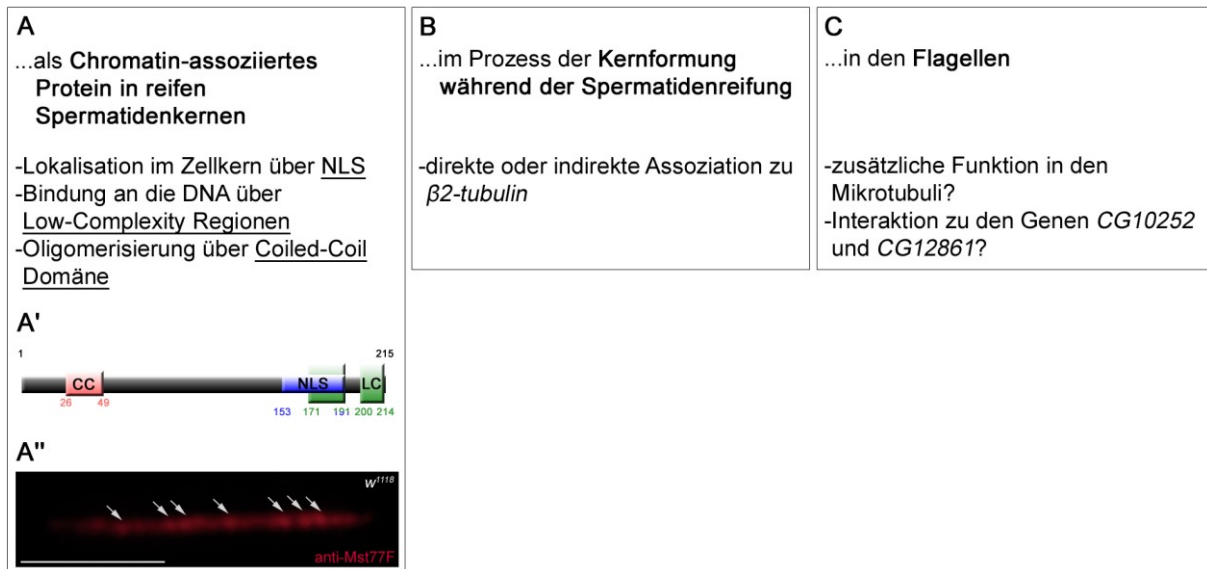 A
...als Chromatin-assoziiertes
Protein in reifen
Spermatidenkernen
-Lokalisation im Zellkern über NLS
-Bindung an die DNA über
Low-Complexity Regionen
-Oligomerisierung über Coiled-Coil
Domäne
A'
1 215
CC NLS LC
26 49 153 171 191 191 200 214
A"
w1118
anti-Mst77F
B
...im Prozess der Kernformung
während der Spermatidenreifung
-direkte oder indirekte Assoziation zu
β2-tubulin
C
...in den Flagellen
-zusätzliche Funktion in den
Mikrotubuli?
-Interaktion zu den Genen CG10252
und CG12861?